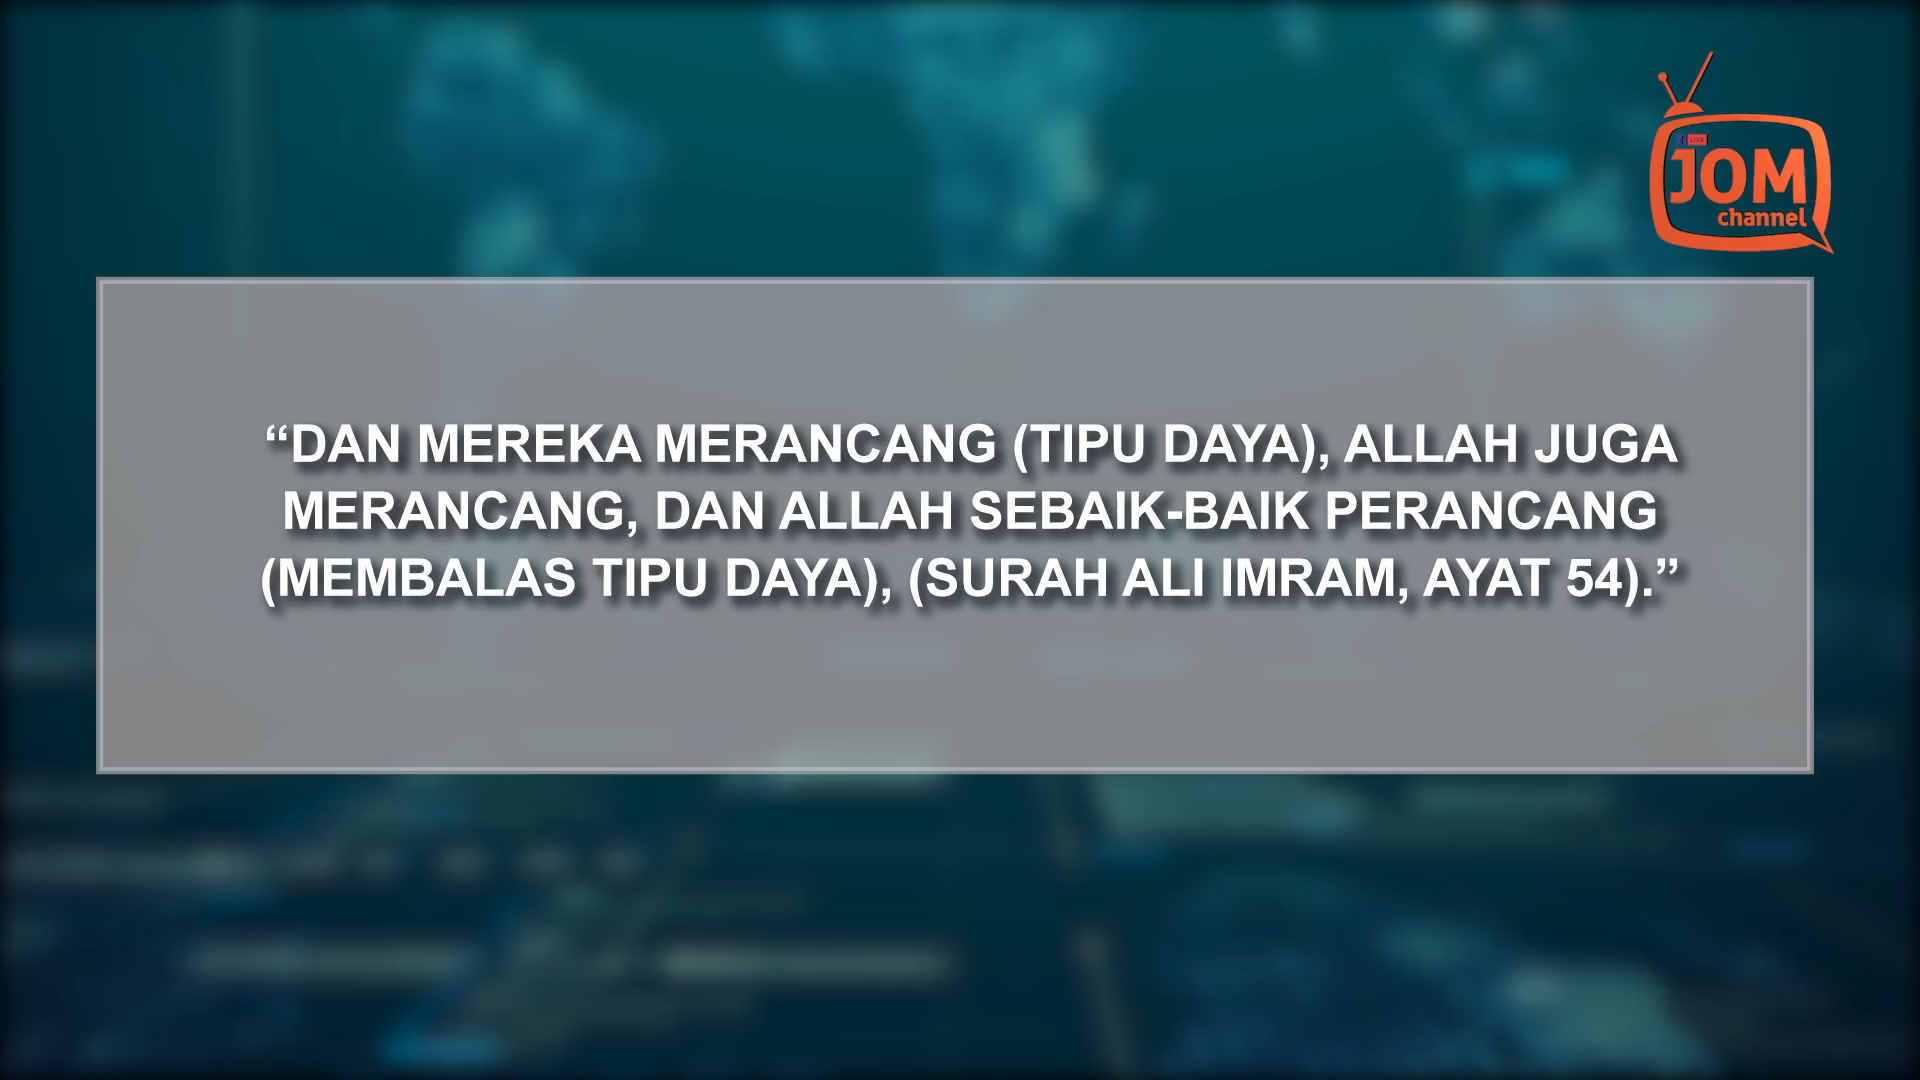 LIVE
JOM
channel
“DAN MEREKA MERANCANG (TIPU DAYA), ALLAH JUGA
MERANCANG, DAN ALLAH SEBAIK-BAIK PERANCANG
(MEMBALAS TIPU DAYA), (SURAH ALI IMRAM, AYAT 54).”